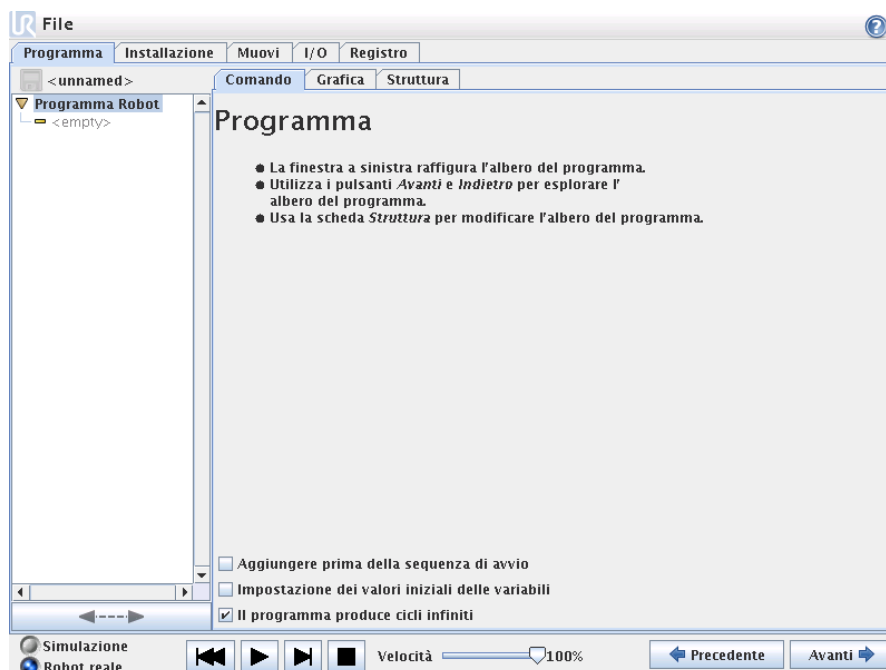 UR File ?
Programma Installazione Muovi I/O Registro
<unnamed> Comando Grafica Struttura
Programma Robot
<empty>
Programma
La finestra a sinistra raffigura l'albero del programma.
Utilizza i pulsanti Avanti e Indietro per esplorare l'
albero del programma.
Usa la scheda Struttura per modificare l'albero del programma.
Aggiungere prima della sequenza di avvio
Impostazione dei valori iniziali delle variabili
Il programma produce cicli infiniti
Simulazione
Robot reale
Velocità 100% Precedente Avanti